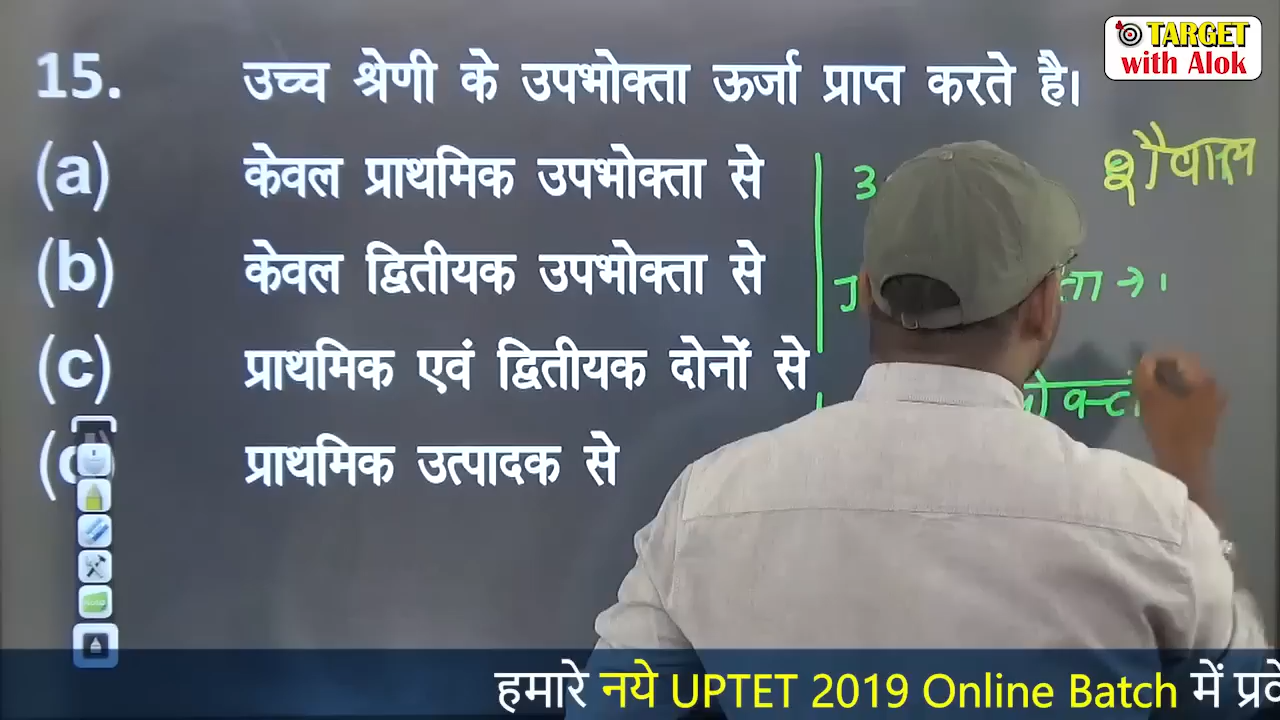 TARGET
with Alok
15. उच्च श्रेणी के उपभोक्ता ऊर्जा प्राप्त करते है।
(a) केवल प्राथमिक उपभोक्ता से
(b) केवल द्वितीयक उपभोक्ता से
(c) प्राथमिक एवं द्वितीयक दोनों से
प्राथमिक उत्पादक से
हमारे नये UPTET 2019 Online Batch में